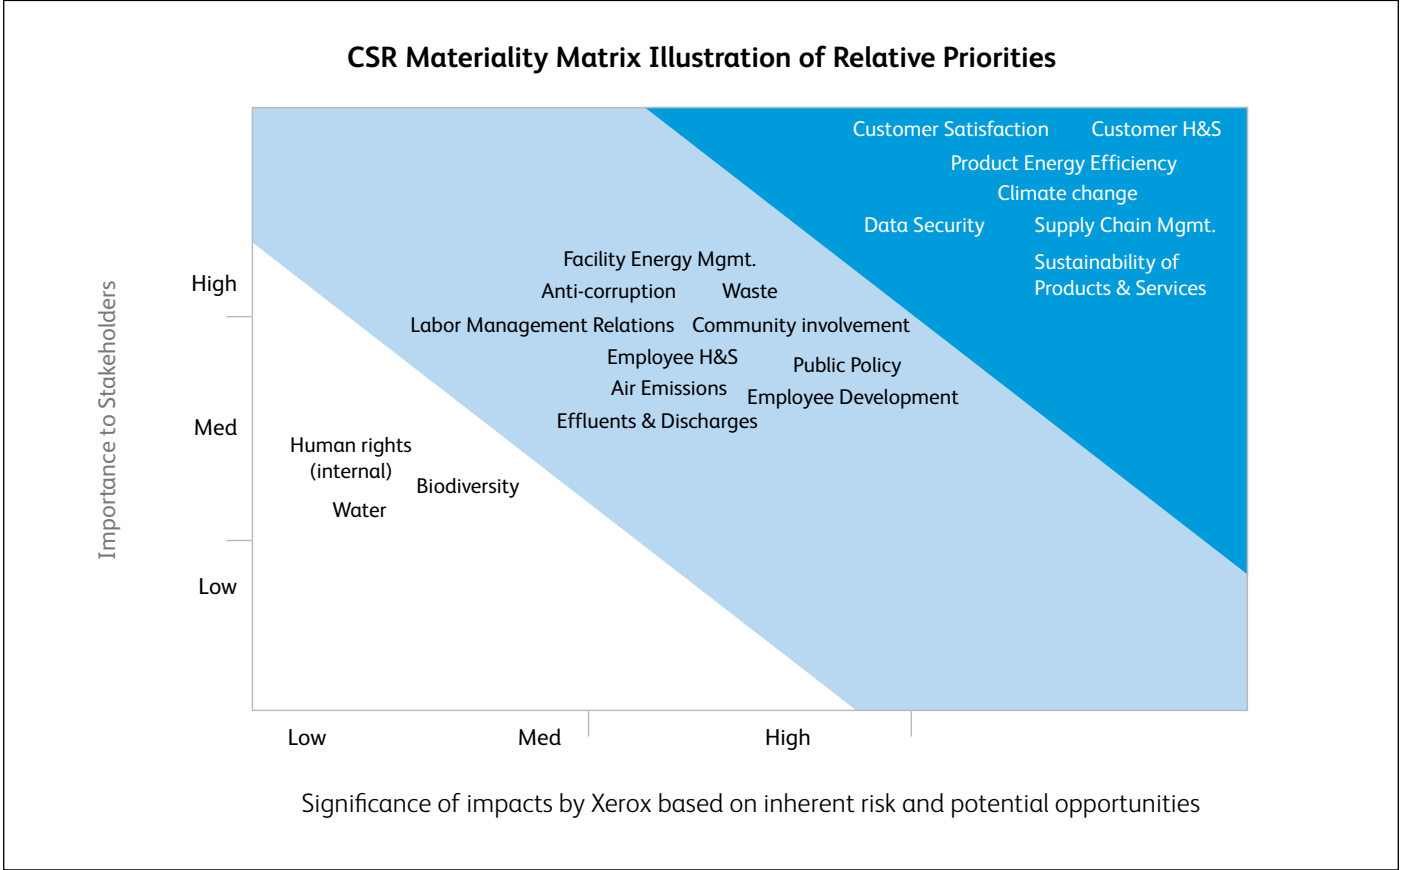 CSR Materiality Matrix Illustration of Relative Priorities
Customer Satisfaction Customer H&S
Product Energy Efficiency
Climate change
Data Security Supply Chain Mgmt.
Sustainability of
Products & Services
Facility Energy Mgmt.
Anti-corruption Waste
Labor Management Relations Community involvement
Employee H&S
Public Policy
Air Emissions
Employee Development
Effluents & Discharges
Human rights
(internal)
Biodiversity
Water
Importance to Stakeholders
High
Med
Low
Low Med High
Significance of impacts by Xerox based on inherent risk and potential opportunities